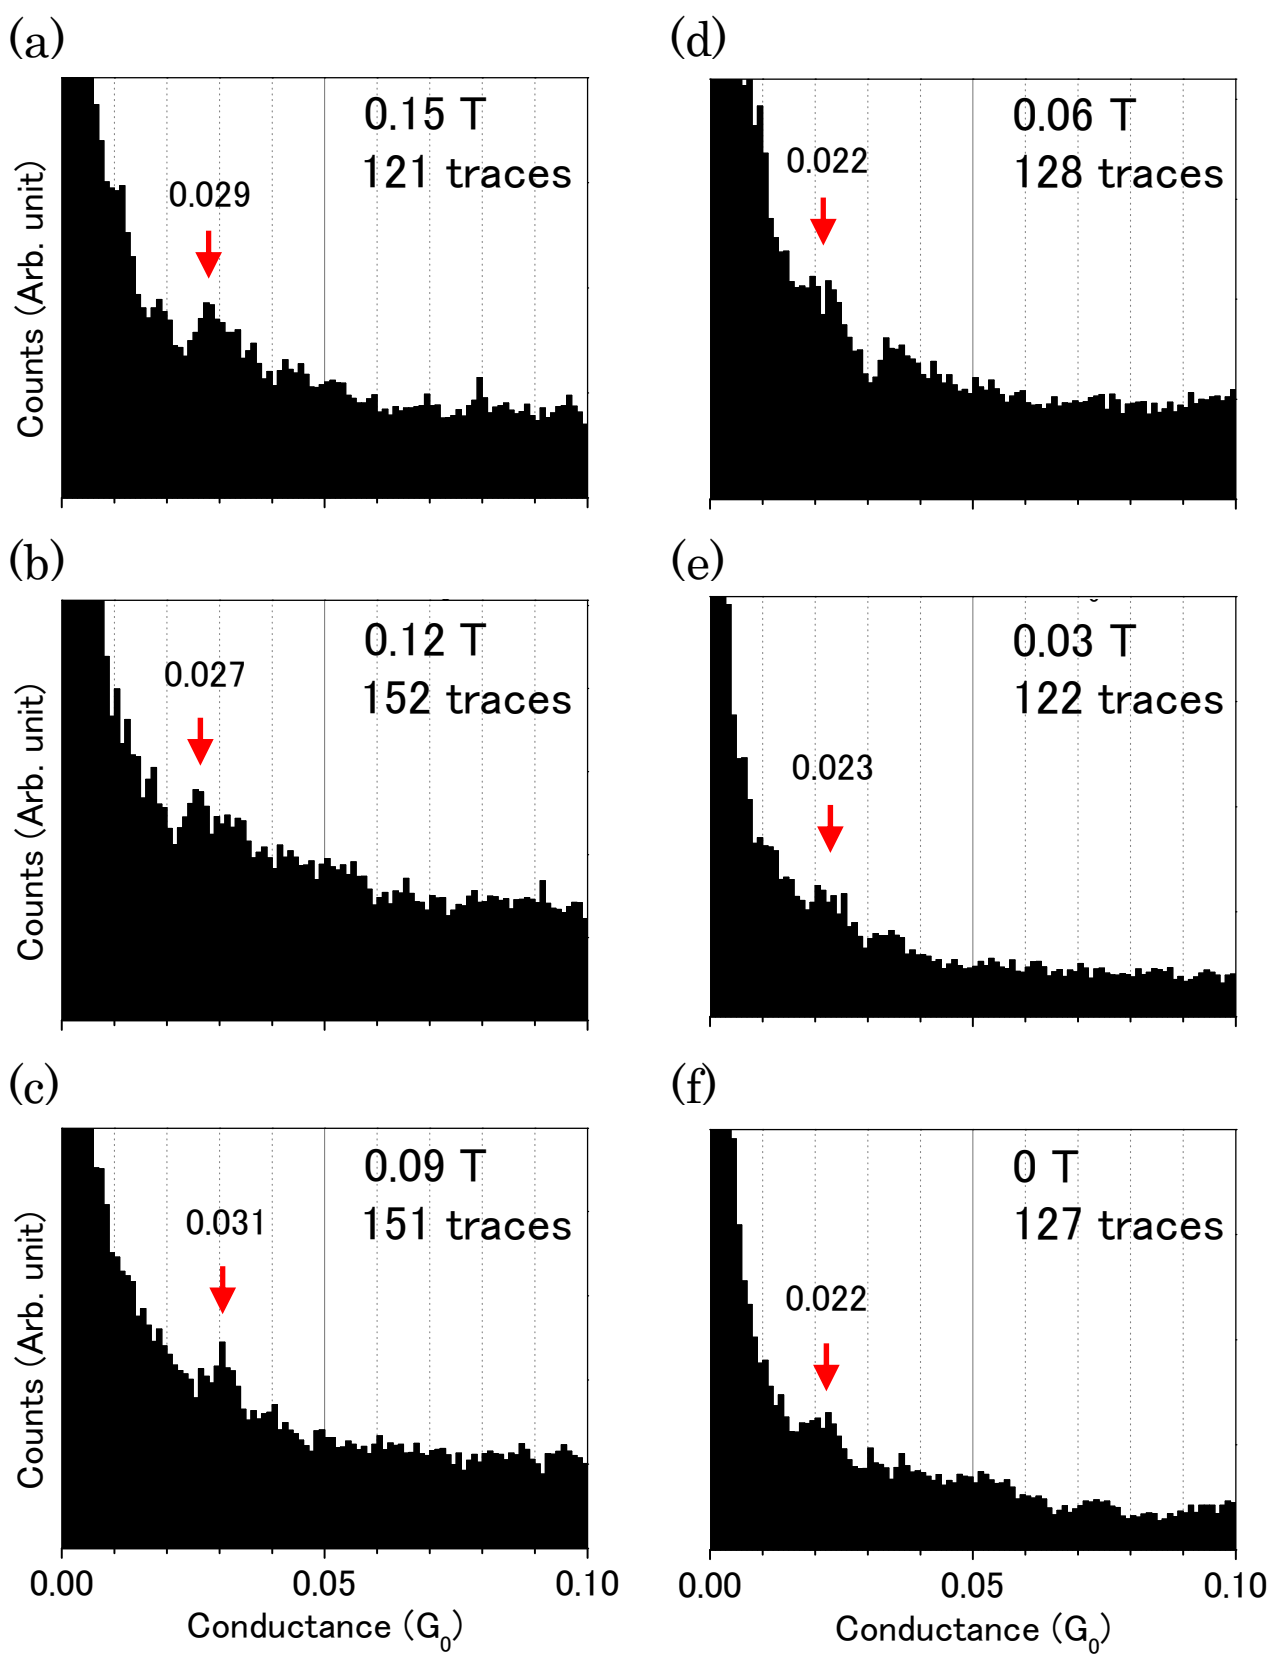 (a)
0.15 T
121 traces
0.029
Counts (Arb. unit)
(b)
0.12 T
152 traces
0.027
Counts (Arb. unit)
(c)
0.09 T
151 traces
0.031
Counts (Arb. unit)
0.00 0.05 0.10
Conductance (G₀)
(d)
0.06 T
128 traces
0.022
(e)
0.03 T
122 traces
0.023
(f)
0 T
127 traces
0.022
0.00 0.05 0.10
Conductance (G₀)